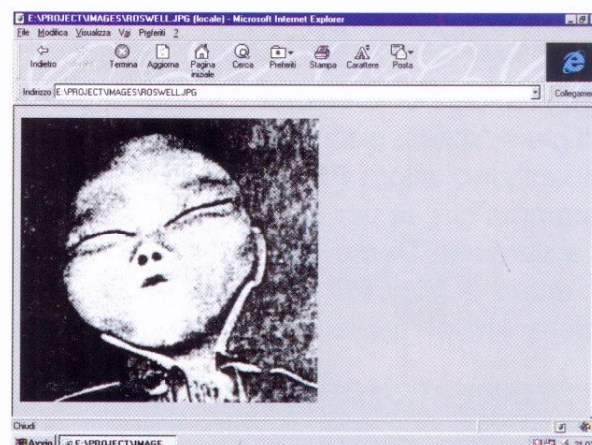 E:\PROJECT\IMAGES\ROSWELL.JPG (locale) - Microsoft Internet Explorer
File Modifica Visualizza Vai Preferiti ?
Indietro Termina Aggiorna Pagina iniziale Cerca Preferiti Stampa Carattere Posta
Indirizzo E:\PROJECT\IMAGES\ROSWELL.JPG Collegamen
Chiudi
Avvio E:\PROJECT\IMAGE...